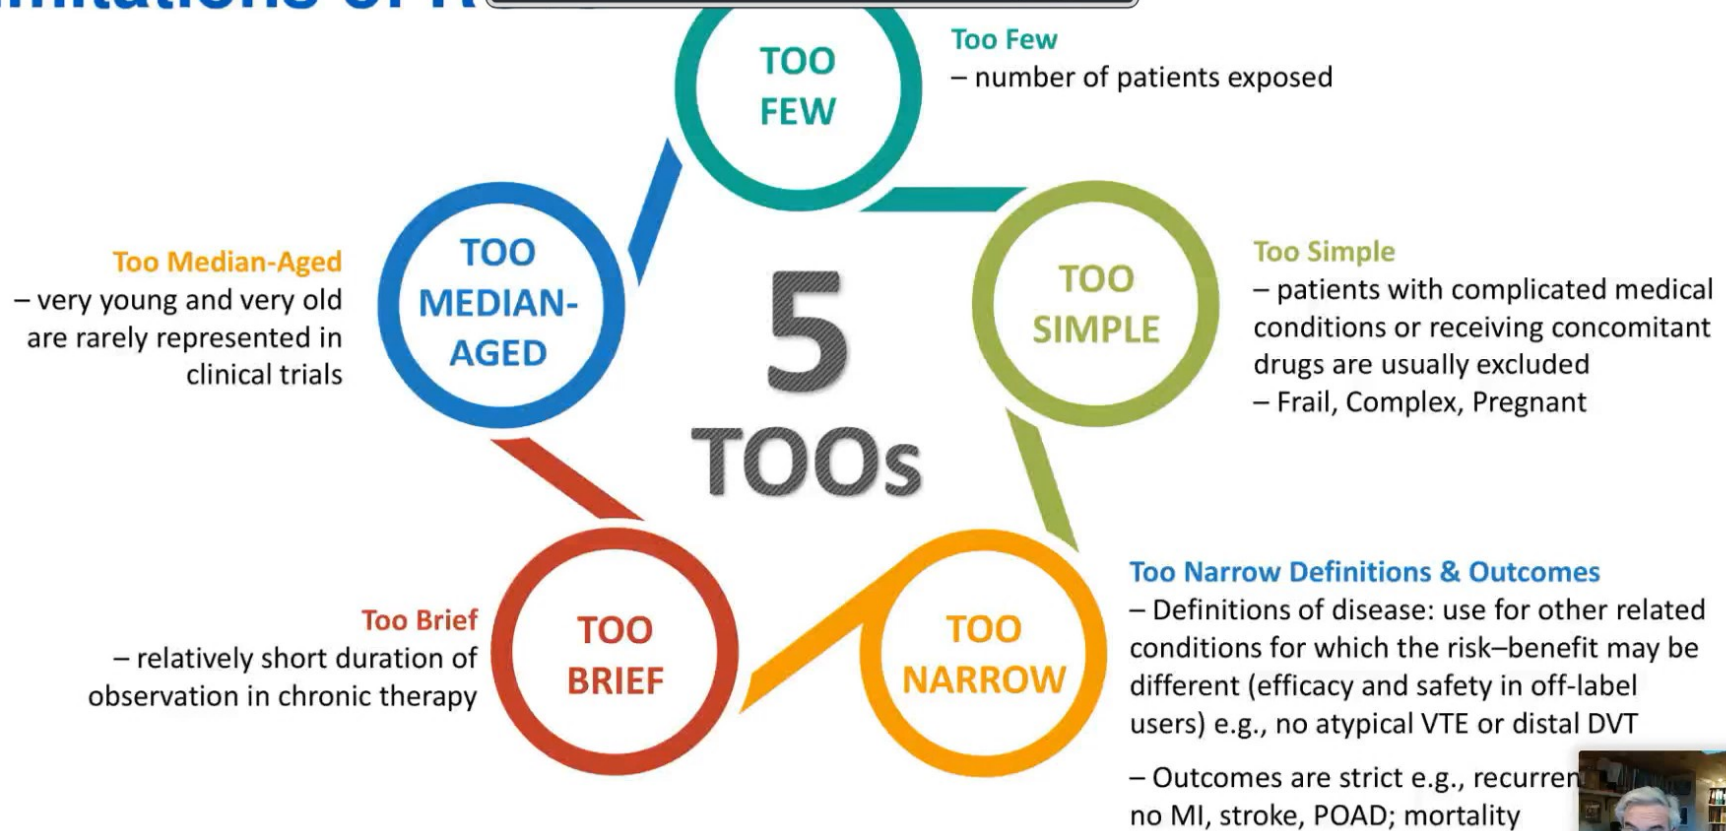 TOO
FEW
Too Few
– number of patients exposed
TOO
SIMPLE
Too Simple
– patients with complicated medical
conditions or receiving concomitant
drugs are usually excluded
– Frail, Complex, Pregnant
TOO
MEDIAN-
AGED
Too Median-Aged
– very young and very old
are rarely represented in
clinical trials
5
TOOs
TOO
BRIEF
Too Brief
– relatively short duration of
observation in chronic therapy
TOO
NARROW
Too Narrow Definitions & Outcomes
– Definitions of disease: use for other related
conditions for which the risk–benefit may be
different (efficacy and safety in off-label
users) e.g., no atypical VTE or distal DVT
– Outcomes are strict e.g.,
no MI, stroke, POAD; mortality